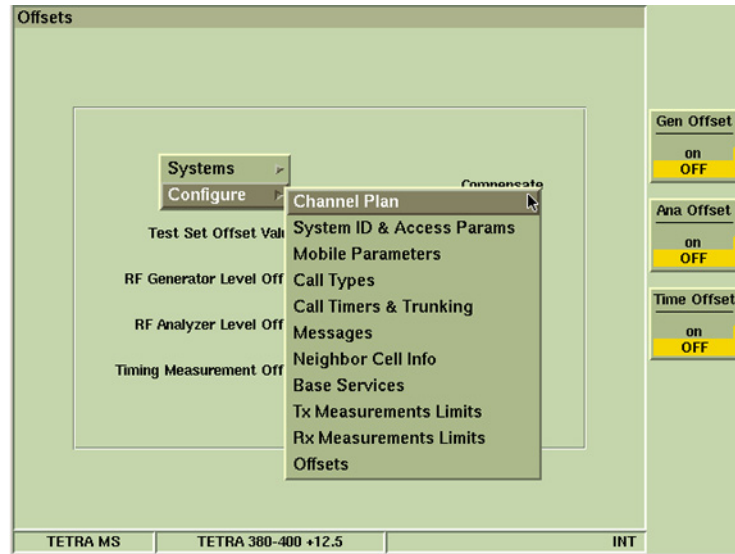 Offsets
Systems
Configure
Compensate
Channel Plan
System ID & Access Params
Mobile Parameters
Call Types
Call Timers & Trunking
Messages
Neighbor Cell Info
Base Services
Tx Measurements Limits
Rx Measurements Limits
Offsets
Test Set Offset Valu
RF Generator Level Off
RF Analyzer Level Off
Timing Measurement Off
Gen Offset
on
OFF
Ana Offset
on
OFF
Time Offset
on
OFF
TETRA MS
TETRA 380-400 +12.5
INT